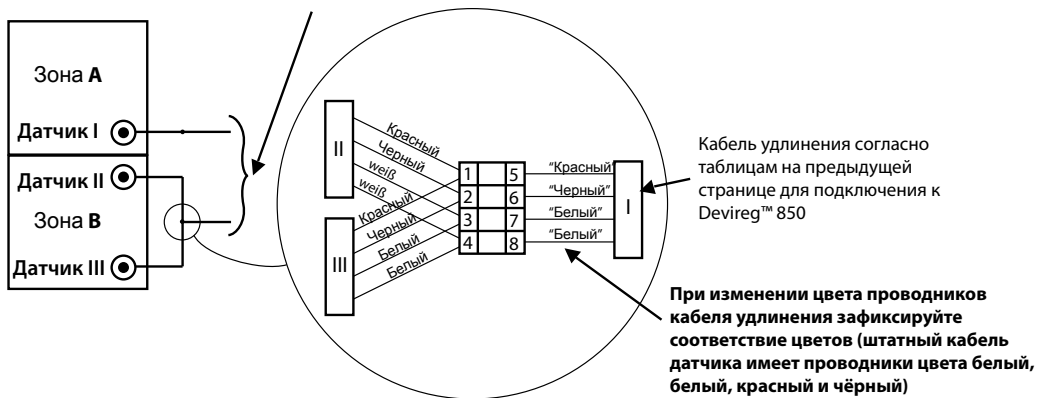 Зона A
Датчик I
Датчик II
Зона B
Датчик III
II
III
Красный
Черный
weiß
weiß
Красный
Черный
Белый
Белый
1 5
2 6
3 7
4 8
"Красный"
"Черный"
"Белый"
"Белый"
I
Кабель удлинения согласно
таблицам на предыдущей
странице для подключения к
Devireg™ 850
При изменении цвета проводников
кабеля удлинения зафиксируйте
соответствие цветов (штатный кабель
датчика имеет проводники цвета белый,
белый, красный и чёрный)